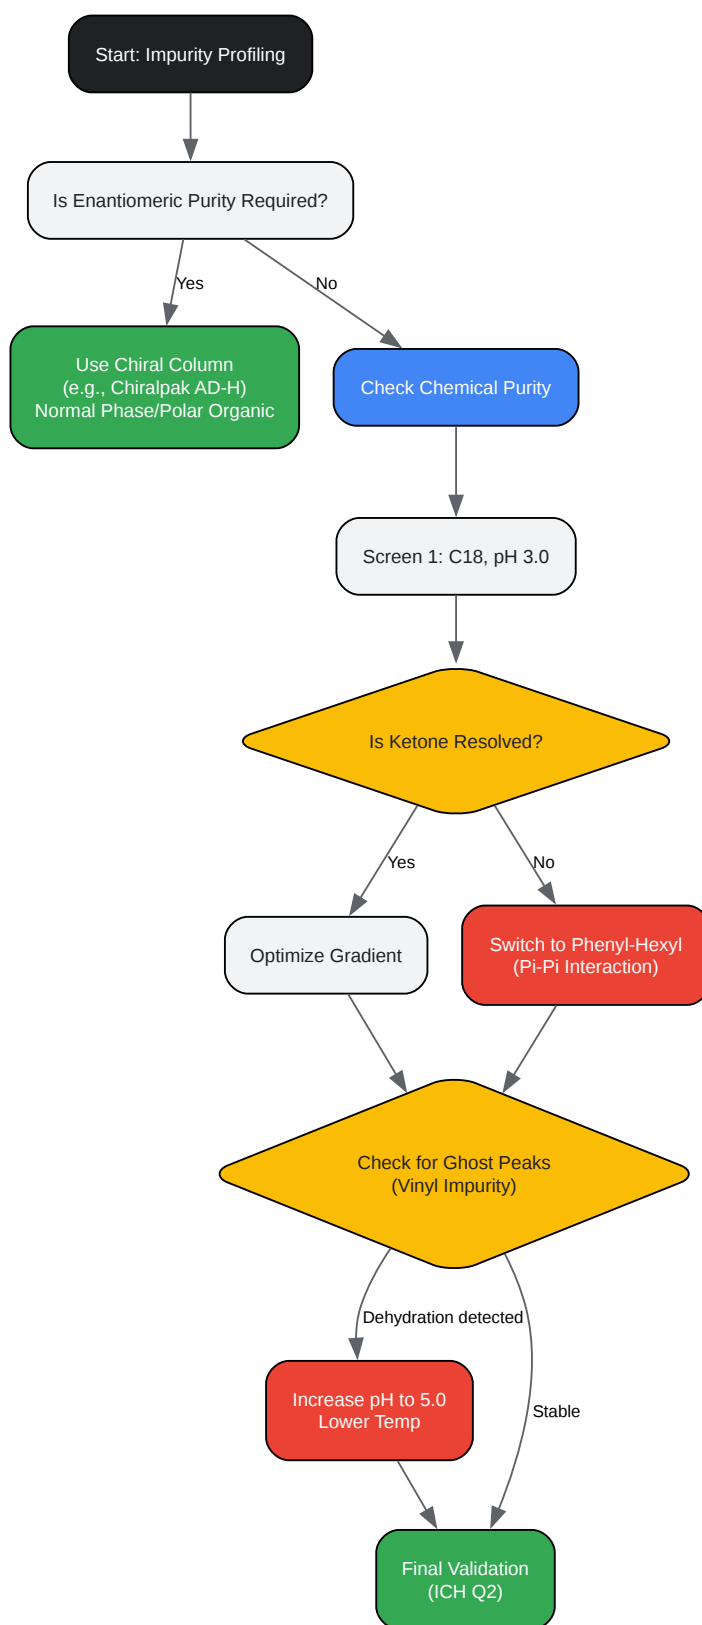 Start: Impurity Profiling
Is Enantiomeric Purity Required?
Yes
No
Use Chiral Column
(e.g., Chiralpak AD-H)
Normal Phase/Polar Organic
Check Chemical Purity
Screen 1: C18, pH 3.0
Is Ketone Resolved?
Yes
No
Optimize Gradient
Switch to Phenyl-Hexyl
(Pi-Pi Interaction)
Check for Ghost Peaks
(Vinyl Impurity)
Dehydration detected
Increase pH to 5.0
Lower Temp
Stable
Final Validation
(ICH Q2)